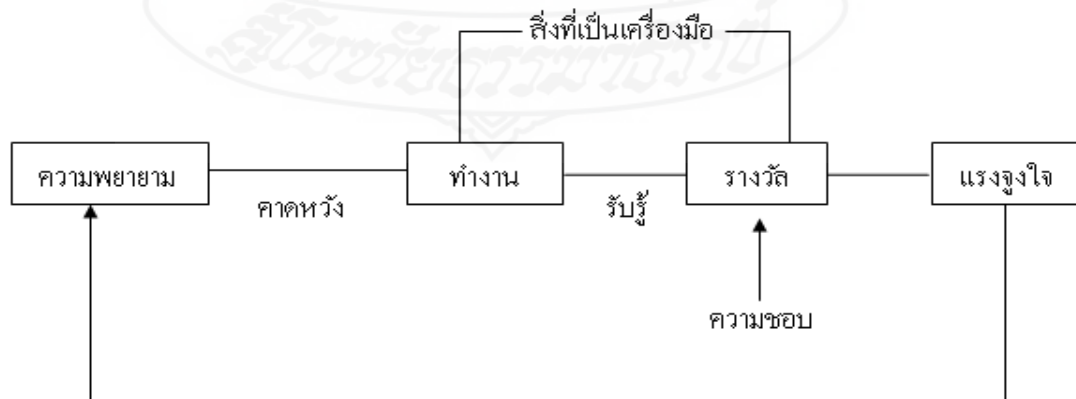 สิ่งที่เป็นเครื่องมือ
ความพยายาม
ทำงาน
รางวัล
แรงจูงใจ
คาดหวัง
รับรู้
ความชอบ